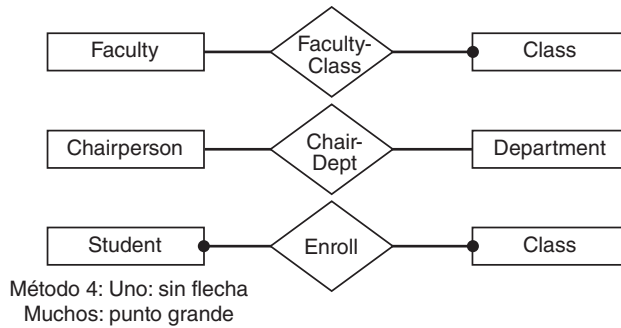 Faculty
Faculty-
Class
Class
Chairperson
Chair-
Dept
Department
Student
Enroll
Class
Método 4: Uno: sin flecha
Muchos: punto grande